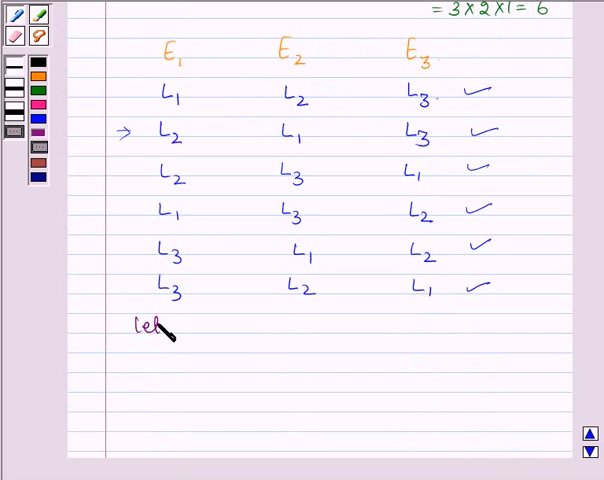 = 3 × 2 × 1 = 6
E₁ E₂ E₃
L₁ L₂ L₃ ✓
→ L₂ L₁ L₃ ✓
L₂ L₃ L₁ ✓
L₁ L₃ L₂ ✓
L₃ L₁ L₂ ✓
L₃ L₂ L₁ ✓
let